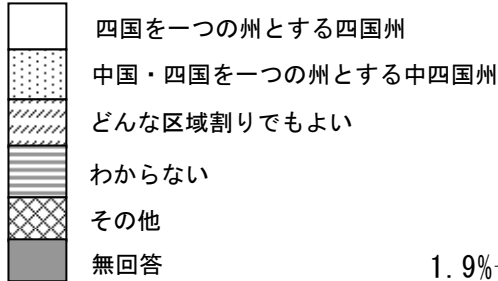 四国を一つの州とする四国州
中国・四国を一つの州とする中四国州
どんな区域割りでもよい
わからない
その他
無回答
1.9%